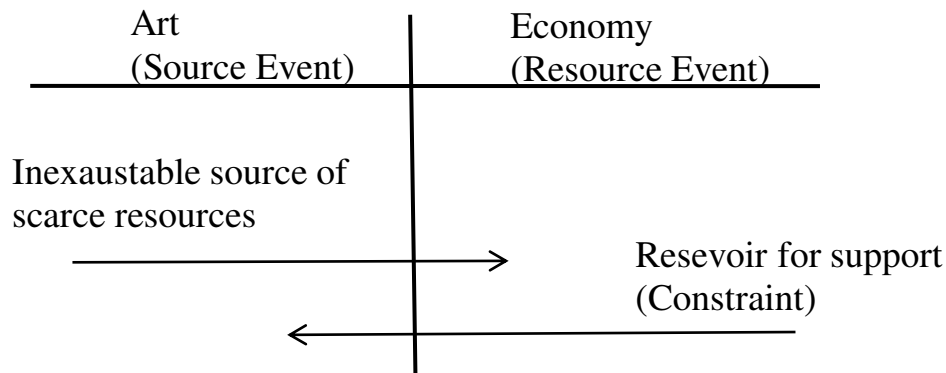 Art
(Source Event)
Economy
(Resource Event)
Inexaustable source of
scarce resources
Resevoir for support
(Constraint)